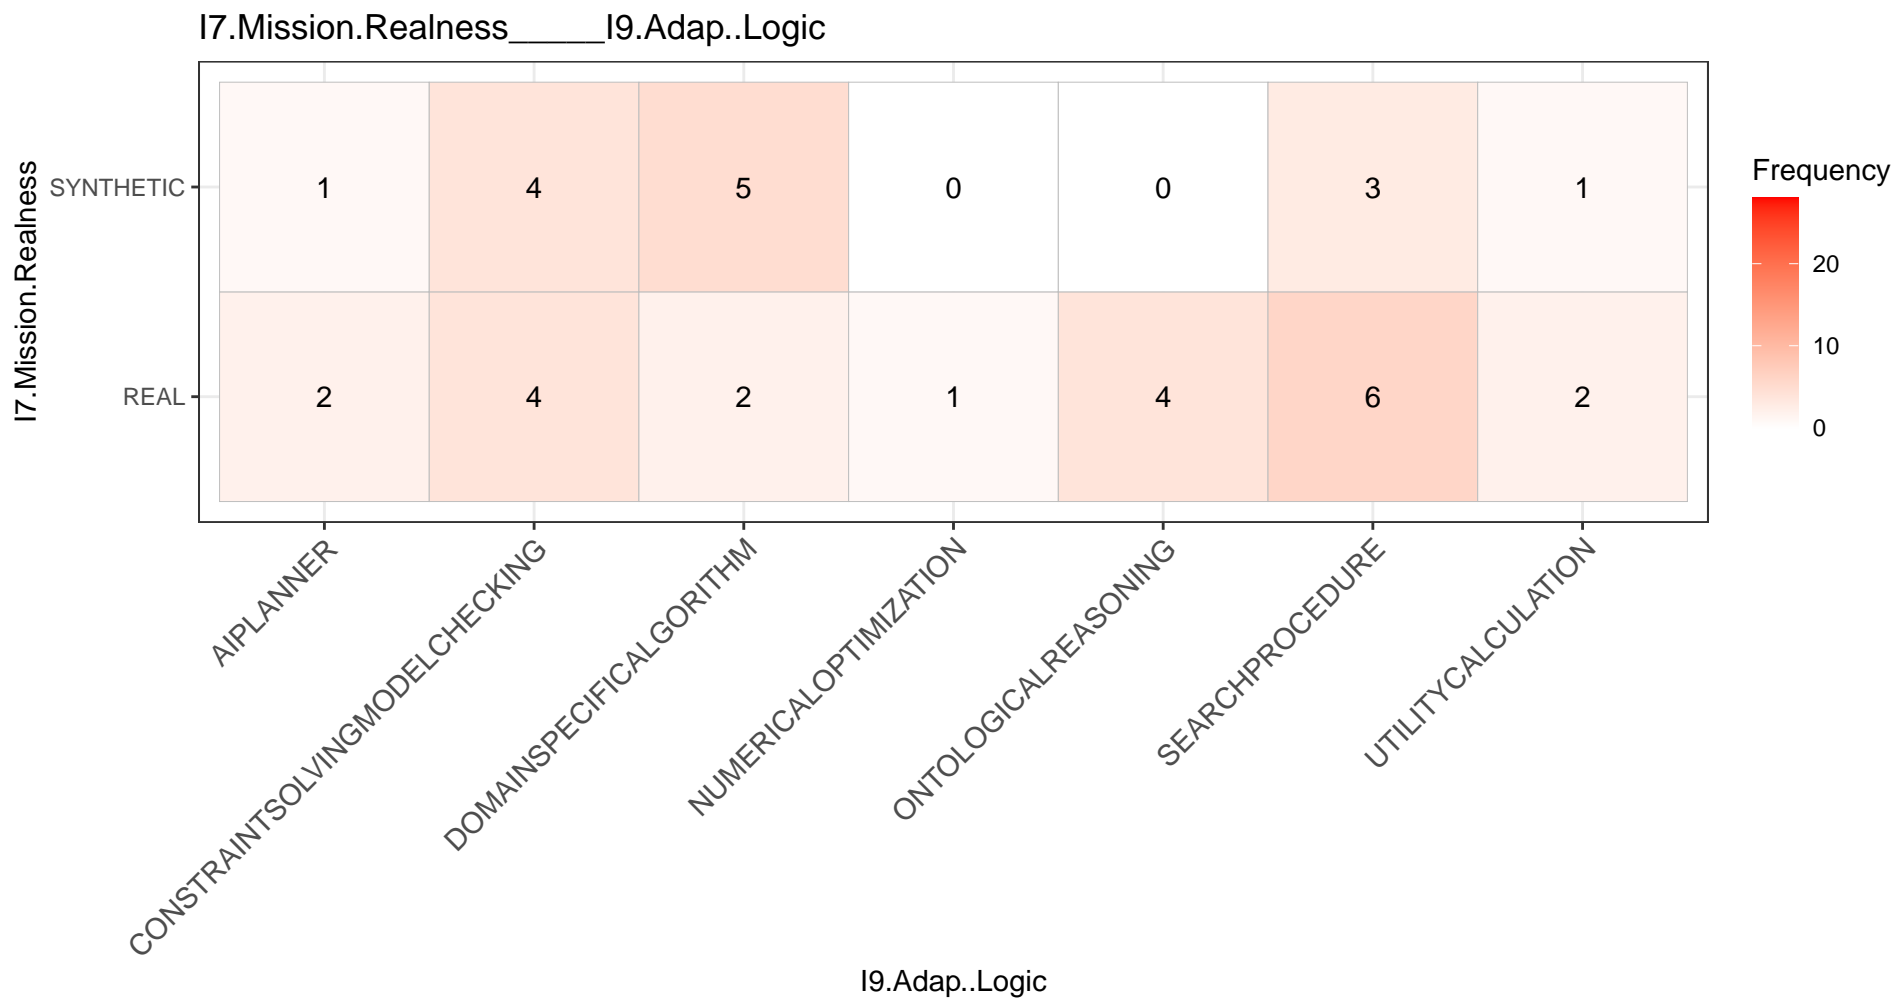 I7.Mission.Realness_____I9.Adap..Logic
I7.Mission.Realness
SYNTHETIC
1 4 5 0 0 3 1
REAL
2 4 2 1 4 6 2
AIPLANNER
CONSTRAINTSOLVINGMODELCHECKING
DOMAINSPECIFICALGORITHM
NUMERICALOPTIMIZATION
ONTOLOGICALREASONING
SEARCHPROCEDURE
UTILITYCALCULATION
I9.Adap..Logic
Frequency
20
10
0